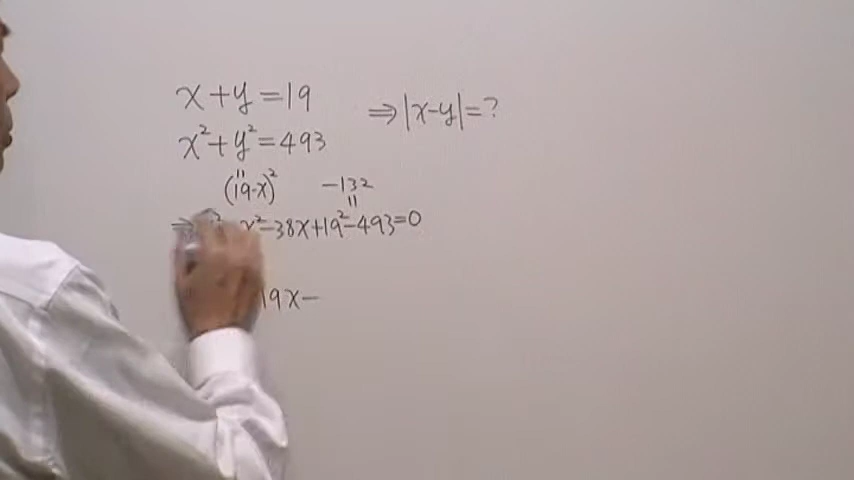 x+y=19
⇒|x-y|=?
x²+y²=493
(19-x)² -132
⇒ x²-38x+19²-493=0
19x-